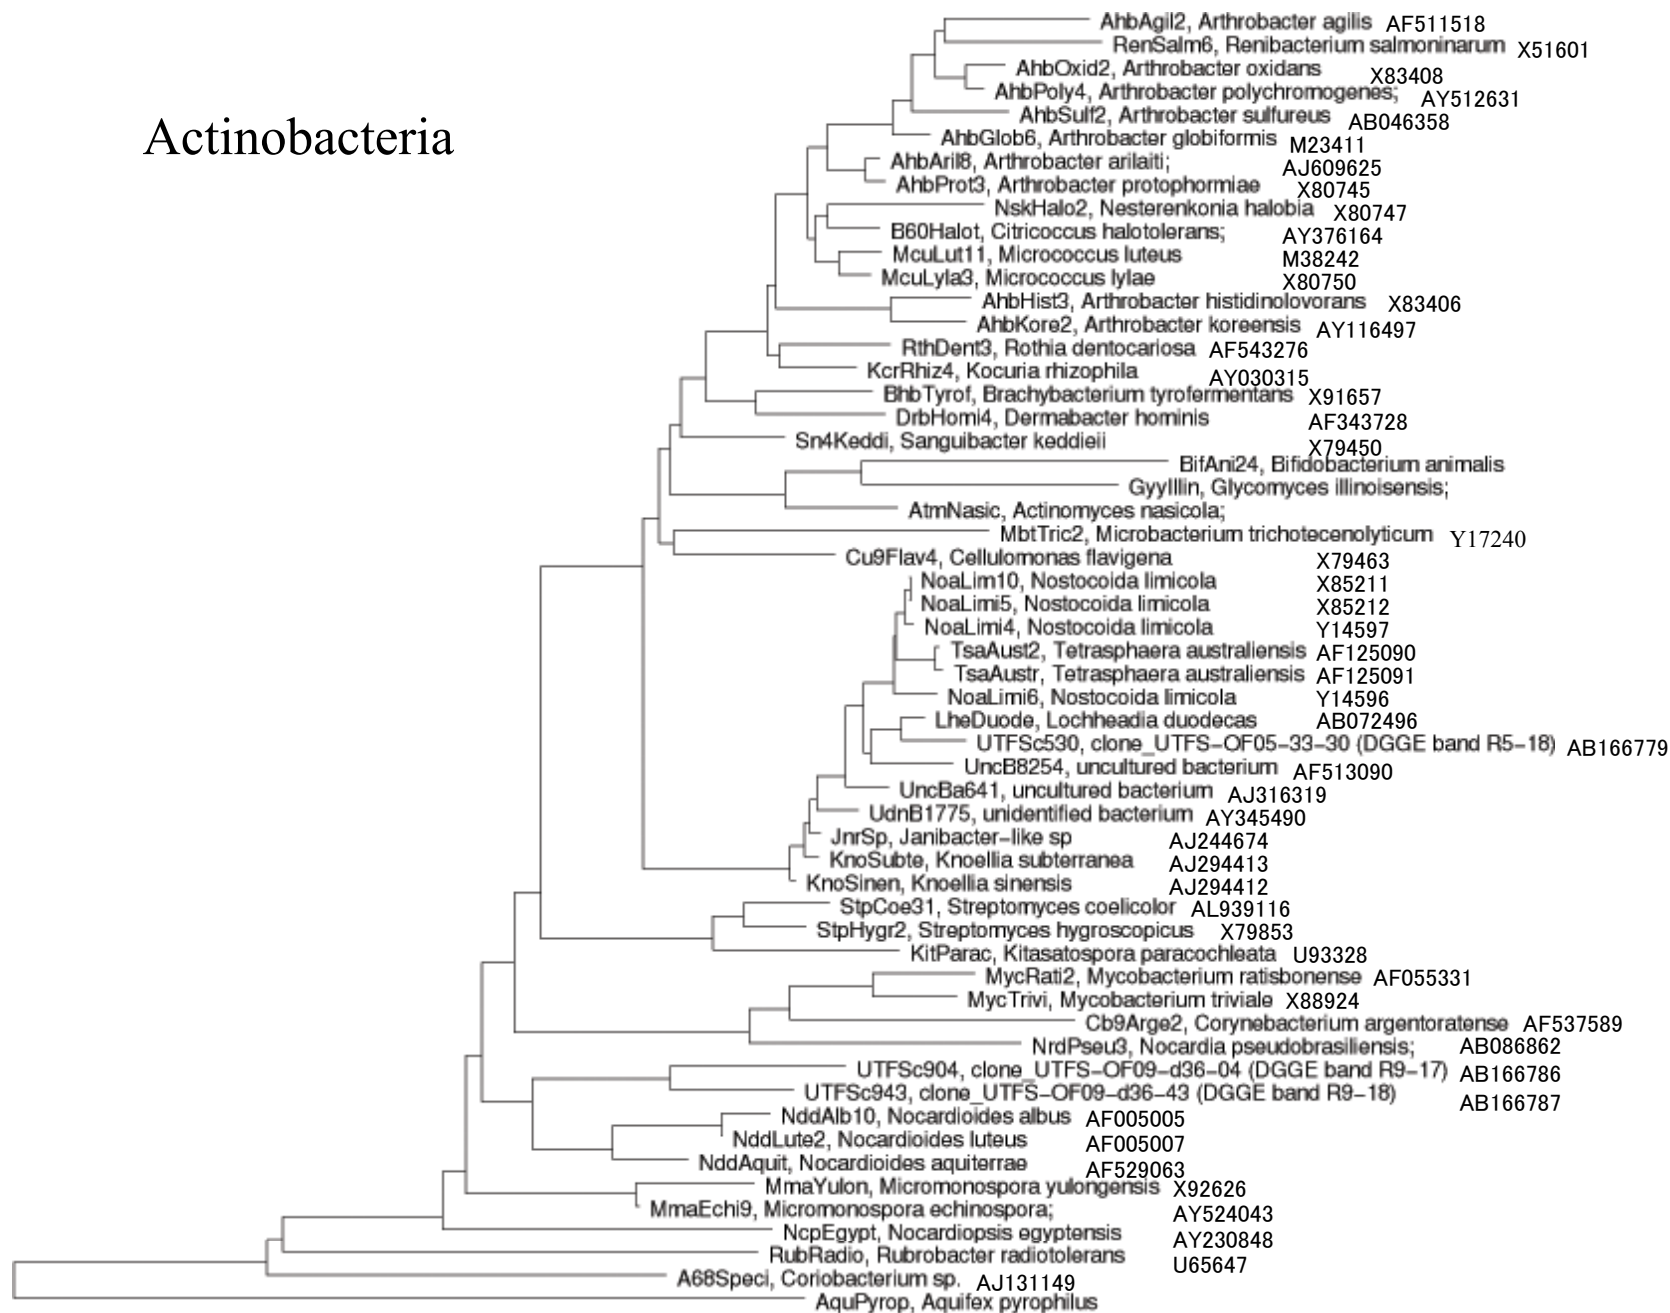 AhbAgil2, Arthrobacter agilis AF511518
RenSalm6, Renibacterium salmoninarum X51601
AhbOxid2, Arthrobacter oxidans X83408
Actinobacteria
AhbPoly4, Arthrobacter polychromogenes; AY512631
AhbSulf2, Arthrobacter sulfureus AB046358
AhbGlob6, Arthrobacter globiformis M23411
AhbAril8, Arthrobacter arilaiti; AJ609625
AhbProt3, Arthrobacter protophormiae X80745
NskHalo2, Nesterenkonia halobia X80747
B60Halot, Citricoccus halotolerans; AY376164
McuLut11, Micrococcus luteus M38242
McuLyla3, Micrococcus lylae X80750
AhbHist3, Arthrobacter histidinolovorans X83406
AhbKore2, Arthrobacter koreensis AY116497
RthDent3, Rothia dentocariosa AF543276
KcrRhiz4, Kocuria rhizophila AY030315
BhbTyrof, Brachybacterium tyrofermentans X91657
DrbHomi4, Dermabacter hominis AF343728
Sn4Keddi, Sanguibacter keddieii X79450
BifAni24, Bifidobacterium animalis
GyyIllin, Glycomyces illinoisensis;
AtmNasic, Actinomyces nasicola;
MbtTric2, Microbacterium trichotecenolyticum Y17240
Cu9Flav4, Cellulomonas flavigena X79463
NoaLim10, Nostocoida limicola X85211
NoaLimi5, Nostocoida limicola X85212
NoaLimi4, Nostocoida limicola Y14597
TsaAust2, Tetrasphaera australiensis AF125090
TsaAustr, Tetrasphaera australiensis AF125091
NoaLimi6, Nostocoida limicola Y14596
LheDuode, Lochheadia duodecas AB072496
UTFSc530, clone_UTFS-OF05-33-30 (DGGE band R5-18) AB166779
UncB8254, uncultured bacterium AF513090
UncBa641, uncultured bacterium AJ316319
UdnB1775, unidentified bacterium AY345490
JnrSp, Janibacter-like sp AJ244674
KnoSubte, Knoellia subterranea AJ294413
KnoSinen, Knoellia sinensis AJ294412
StpCoe31, Streptomyces coelicolor AL939116
StpHygr2, Streptomyces hygroscopicus X79853
KitParac, Kitasatospora paracochleata U93328
MycRati2, Mycobacterium ratisbonense AF055331
MycTrivi, Mycobacterium triviale X88924
Cb9Arge2, Corynebacterium argentoratense AF537589
NrdPseu3, Nocardia pseudobrasiliensis; AB086862
UTFSc904, clone_UTFS-OF09-d36-04 (DGGE band R9-17) AB166786
UTFSc943, clone_UTFS-OF09-d36-43 (DGGE band R9-18) AB166787
NddAlb10, Nocardioides albus AF005005
NddLute2, Nocardioides luteus AF005007
NddAquit, Nocardioides aquiterrae AF529063
MmaYulon, Micromonospora yulongensis X92626
MmaEchi9, Micromonospora echinospora; AY524043
NcpEgypt, Nocardiopsis egyptensis AY230848
RubRadio, Rubrobacter radiotolerans U65647
A68Speci, Coriobacterium sp. AJ131149
AquPyrop, Aquifex pyrophilus